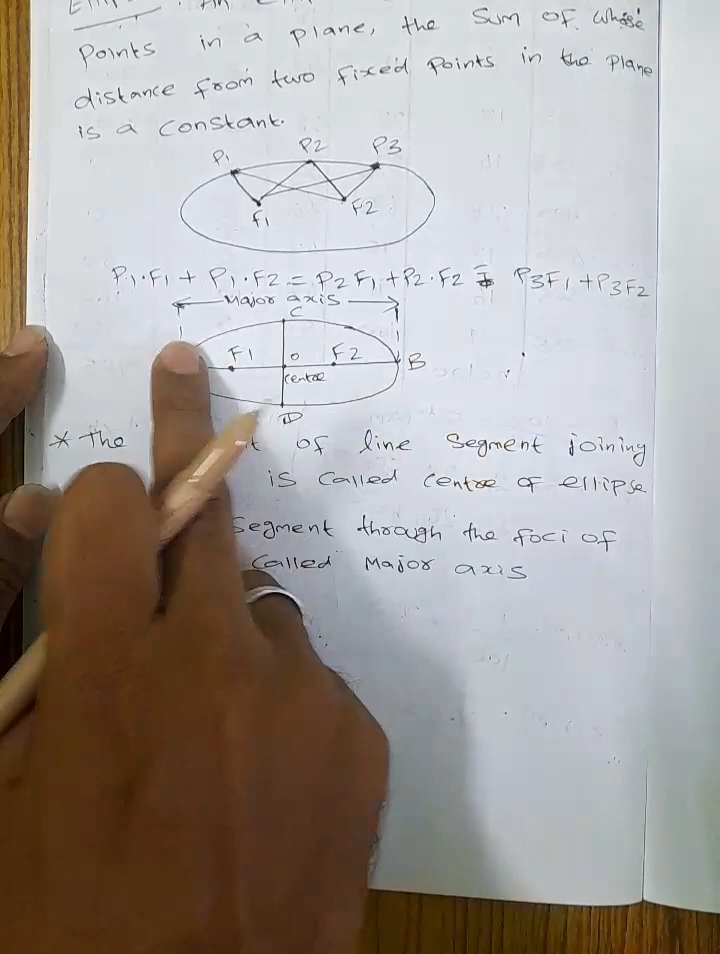 Points in a plane, the sum of whose
distance from two fixed points in the plane
is a constant.
P1 P2 P3
F1 F2
P1.F1 + P1.F2 = P2F1 + P2.F2 = P3F1 + P3F2
Major axis
C
F1 O F2 B
centre
D
* The of line segment joining
is called centre of ellipse
segment through the foci of
called Major axis